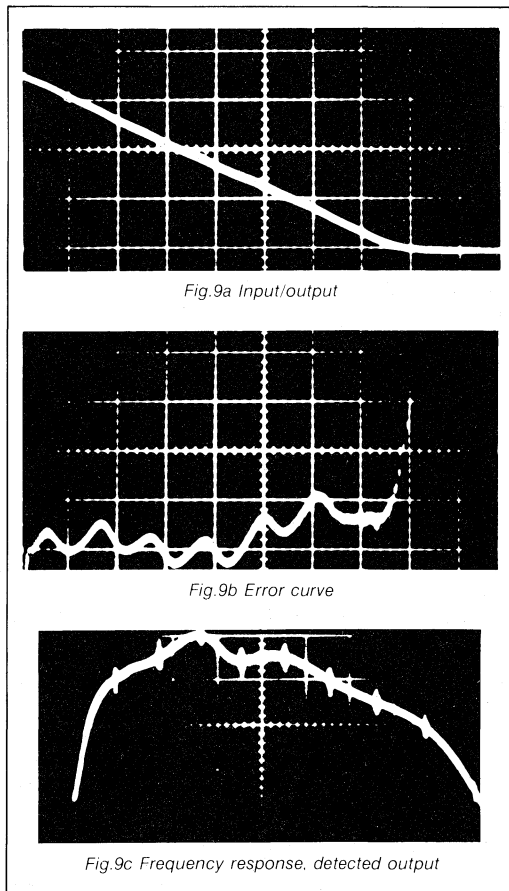 Fig.9a Input/output
Fig.9b Error curve
Fig.9c Frequency response, detected output